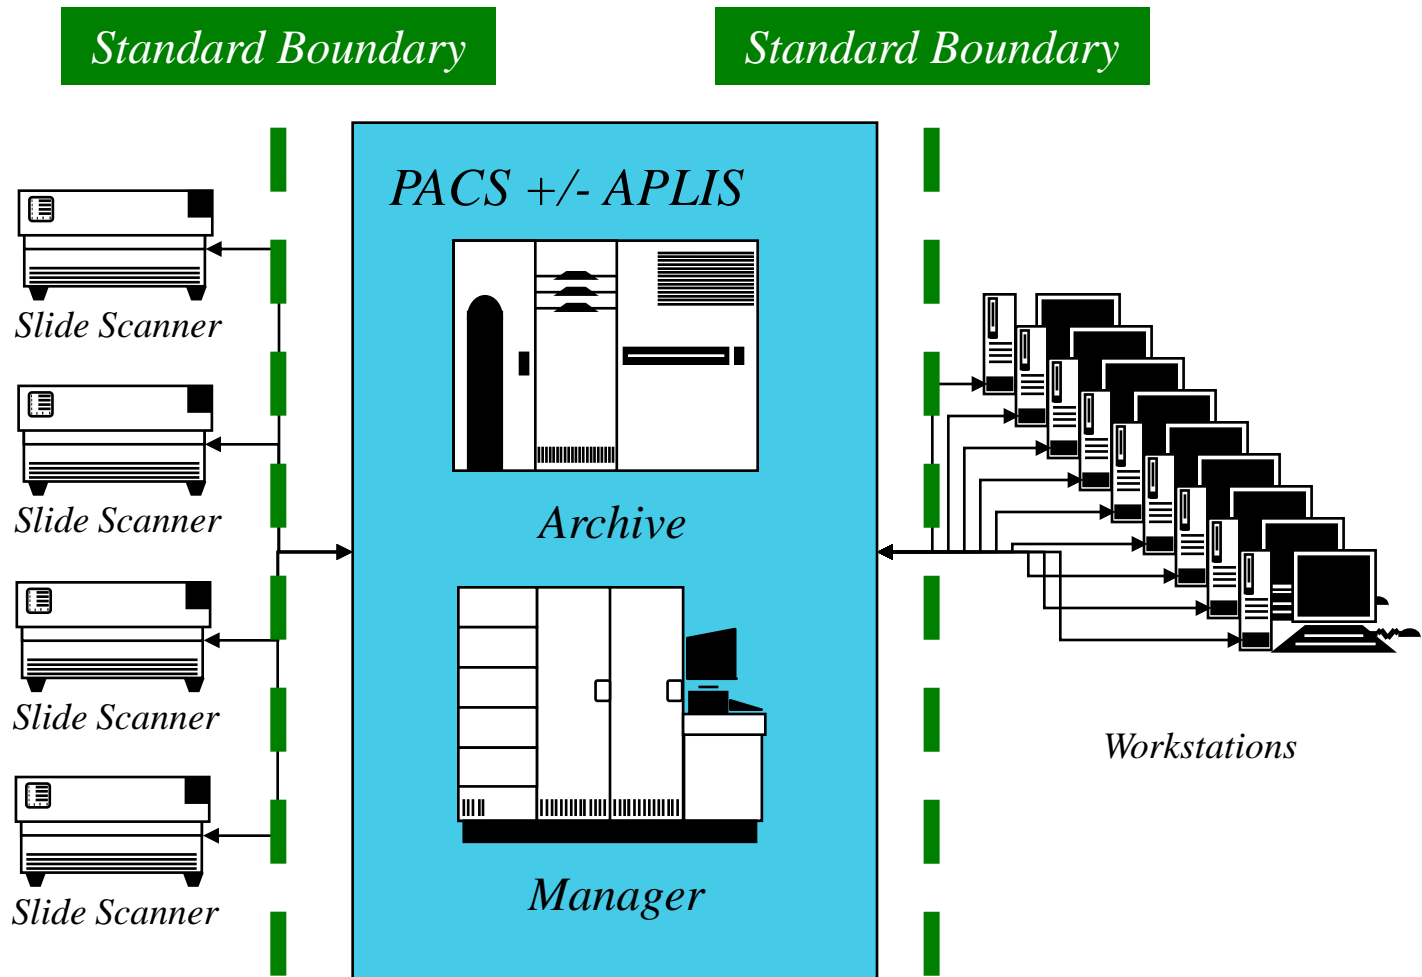 Standard Boundary
Standard Boundary
PACS +/- APLIS
Slide Scanner
Slide Scanner
Archive
Slide Scanner
Workstations
Manager
Slide Scanner